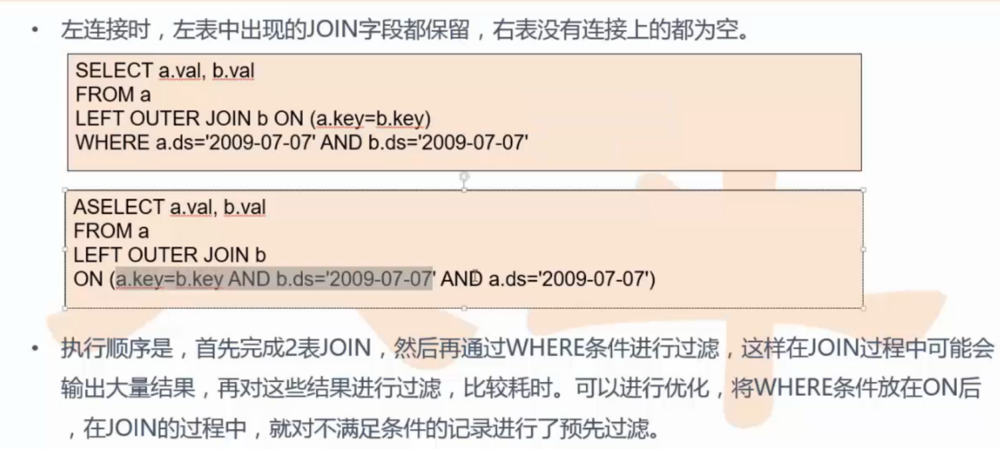 • 左连接时，左表中出现的JOIN字段都保留，右表没有连接上的都为空。
SELECT a.val, b.val
FROM a
LEFT OUTER JOIN b ON (a.key=b.key)
WHERE a.ds='2009-07-07' AND b.ds='2009-07-07'
ASELECT a.val, b.val
FROM a
LEFT OUTER JOIN b
ON (a.key=b.key AND b.ds='2009-07-07' AND a.ds='2009-07-07')
• 执行顺序是，首先完成2表JOIN，然后再通过WHERE条件进行过滤，这样在JOIN过程中可能会
输出大量结果，再对这些结果进行过滤，比较耗时。可以进行优化，将WHERE条件放在ON后
，在JOIN的过程中，就对不满足条件的记录进行了预先过滤。